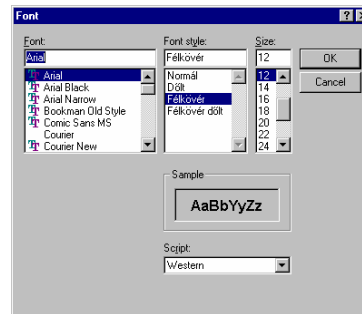 Font
Font: Font style: Size:
Arial Félkövér 12 OK
Arial Normál 12 Cancel
Arial Black Dőlt 14
Arial Narrow Félkövér 16
Bookman Old Style Félkövér dőlt 18
Comic Sans MS 20
Courier 22
Courier New 24
Sample
AaBbYyZz
Script:
Western